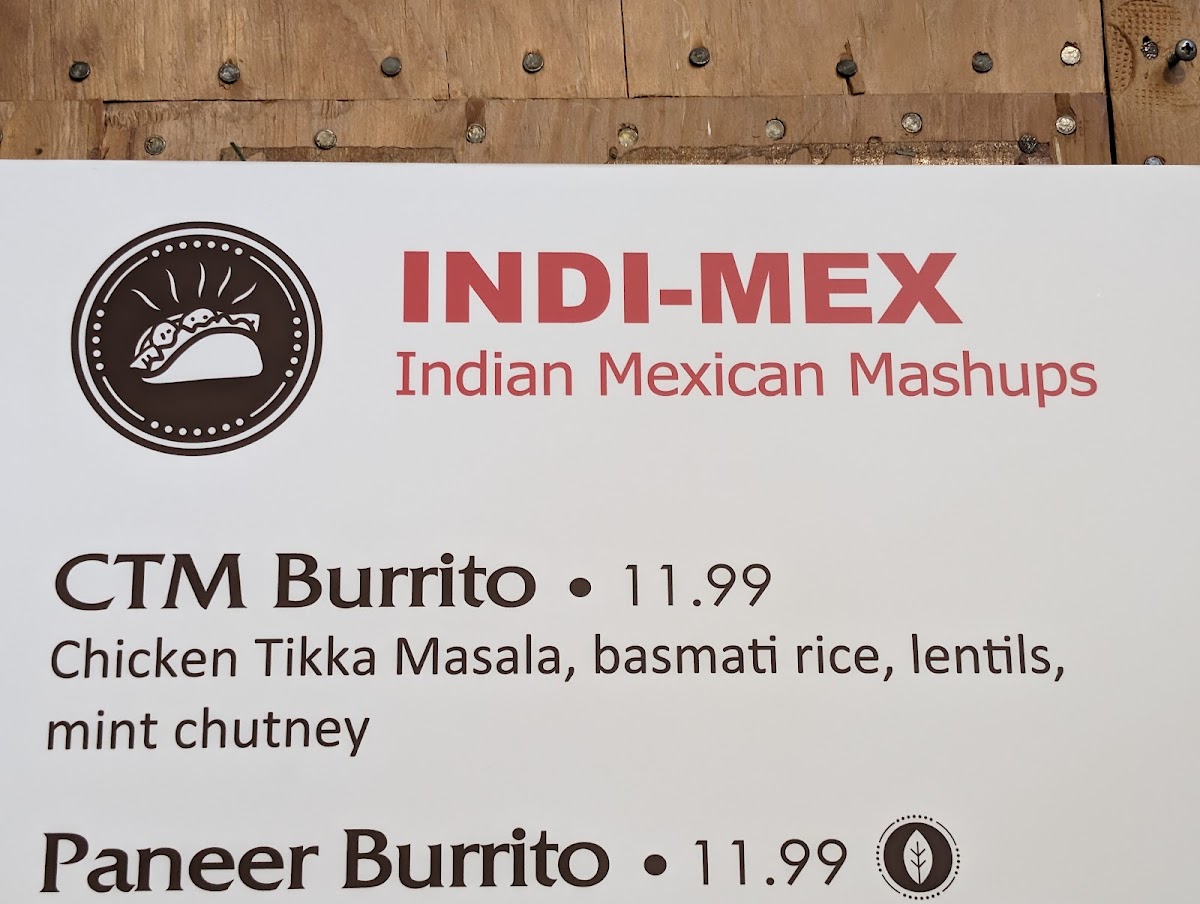 INDI-MEX
Indian Mexican Mashups
CTM Burrito • 11.99
Chicken Tikka Masala, basmati rice, lentils,
mint chutney
Paneer Burrito • 11.99